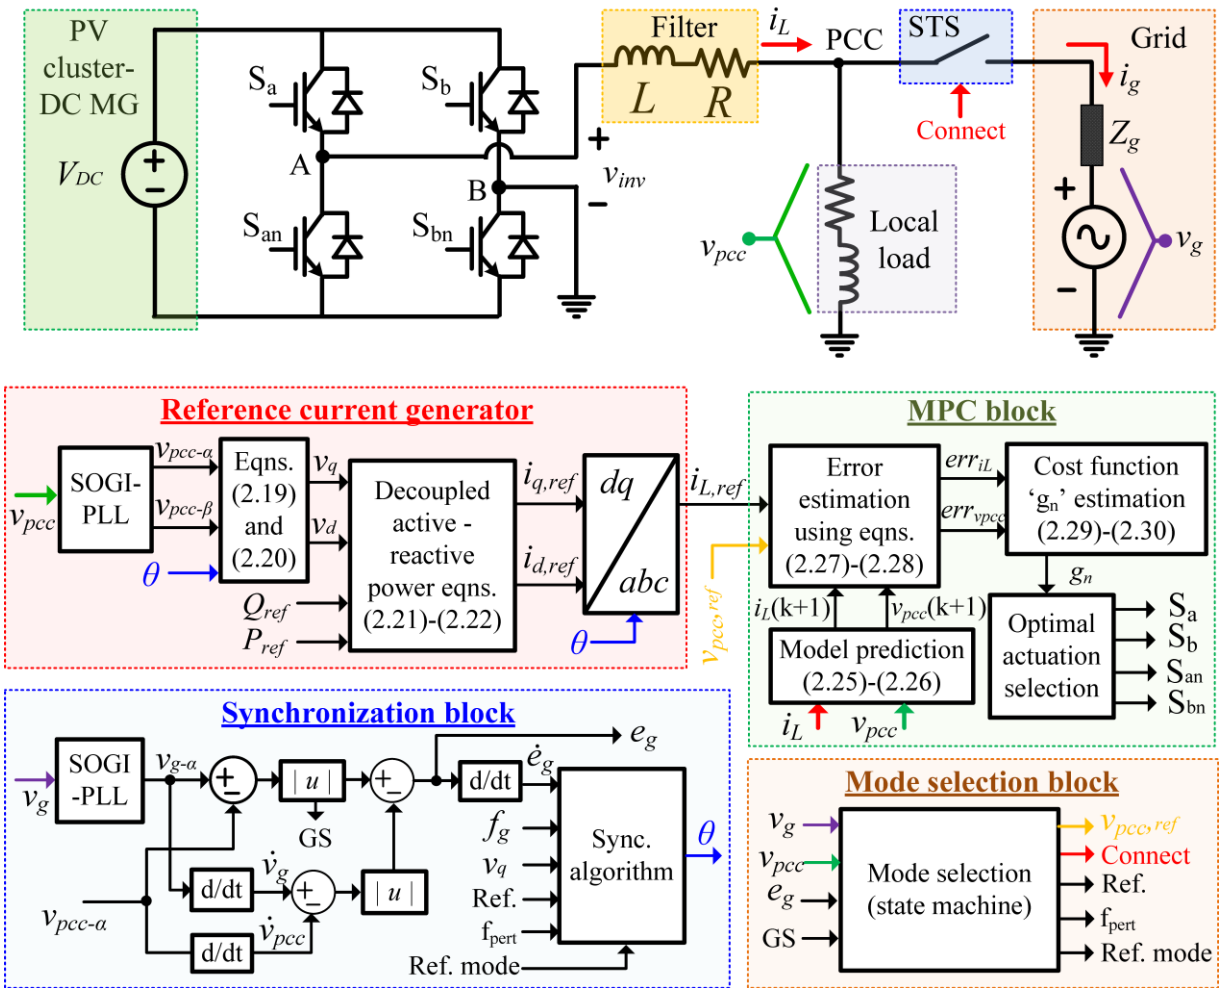 PV
cluster-
DC MG
V_DC
S_a
S_b
S_an
S_bn
A
B
+
−
v_inv
Filter
L
R
i_L
PCC
STS
Connect
Grid
i_g
Z_g
+
−
v_g
v_pcc
Local
load
Reference current generator
v_pcc
SOGI-
PLL
v_pcc-α
v_pcc-β
θ
Eqns.
(2.19)
and
(2.20)
v_q
v_d
Q_ref
P_ref
Decoupled
active -
reactive
power eqns.
(2.21)-(2.22)
i_q,ref
i_d,ref
dq
abc
θ
i_L,ref
v_pcc,ref
MPC block
Error
estimation
using eqns.
(2.27)-(2.28)
err_iL
err_vpcc
Cost function
‘g_n’ estimation
(2.29)-(2.30)
g_n
i_L(k+1)
v_pcc(k+1)
Model prediction
(2.25)-(2.26)
i_L
v_pcc
Optimal
actuation
selection
S_a
S_b
S_an
S_bn
Synchronization block
v_g
SOGI
-PLL
v_g-α
+
−
| u |
GS
+
−
e_g
d/dt
ė_g
d/dt
v̇_g
+
−
| u |
v_pcc-α
d/dt
v̇_pcc
f_g
v_q
Ref.
f_pert
Ref. mode
Sync.
algorithm
θ
Mode selection block
v_g
v_pcc
e_g
GS
Mode selection
(state machine)
v_pcc,ref
Connect
Ref.
f_pert
Ref. mode